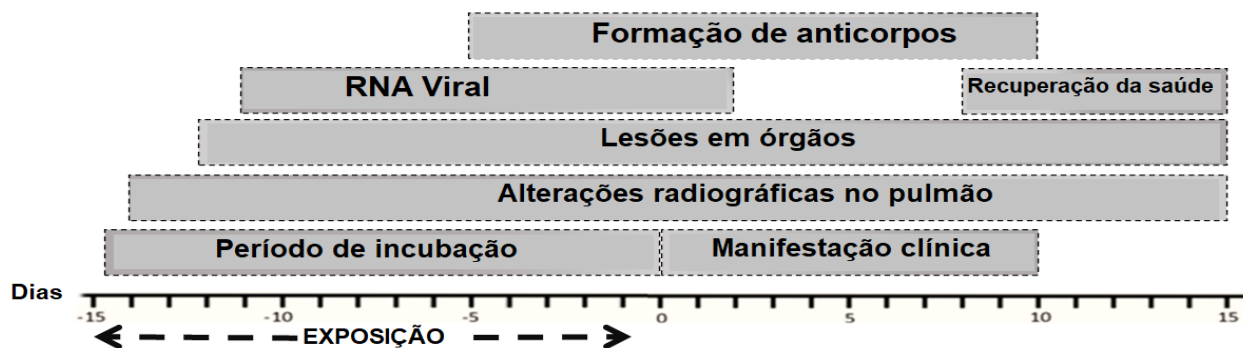 Formação de anticorpos
RNA Viral
Recuperação da saúde
Lesões em órgãos
Alterações radiográficas no pulmão
Período de incubação
Manifestação clínica
Dias
-15 -10 -5 0 5 10 15
EXPOSIÇÃO